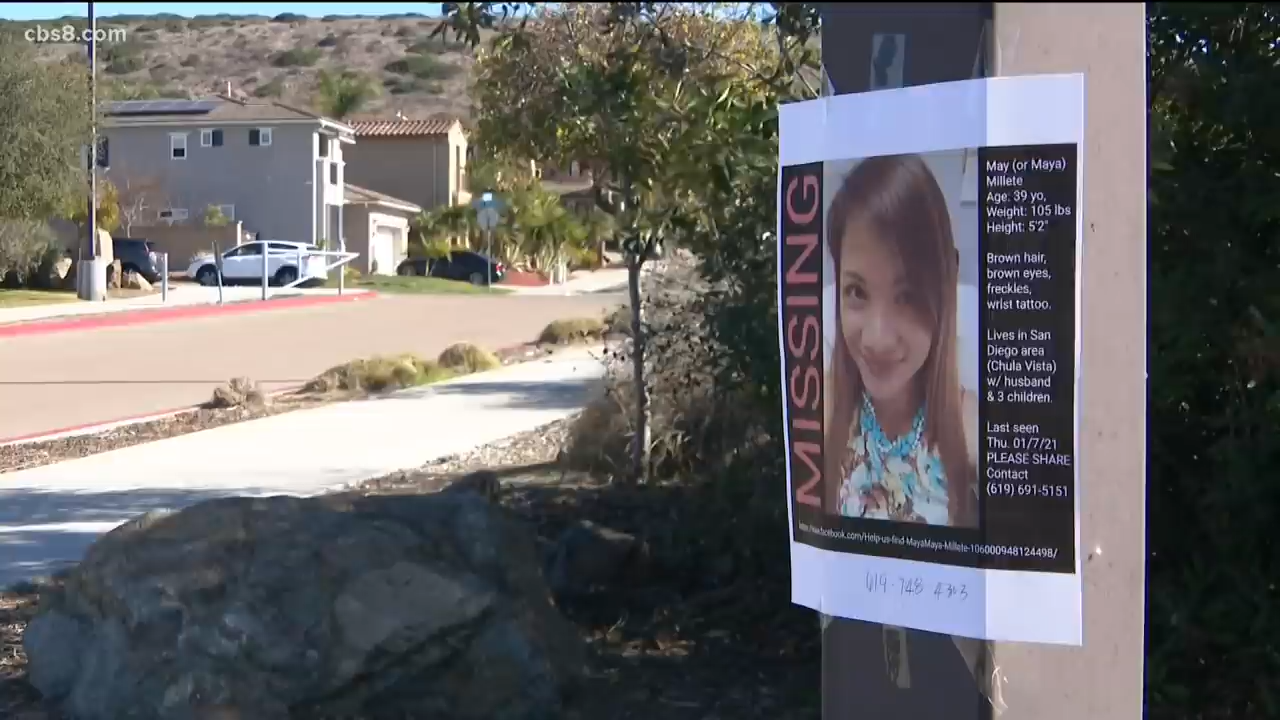 cbs8.com
MISSING
May (or Maya)
Millete
Age: 39 yo,
Weight: 105 lbs
Height: 5'2"
Brown hair,
brown eyes,
freckles,
wrist tattoo.
Lives in San
Diego area
(Chula Vista)
w/ husband
& 3 children.
Last seen
Thu. 01/7/21
PLEASE SHARE
Contact
(619) 691-5151
facebook.com/Help-us-find-MayaMaya-Millete-106000948124498/
619-748 4303